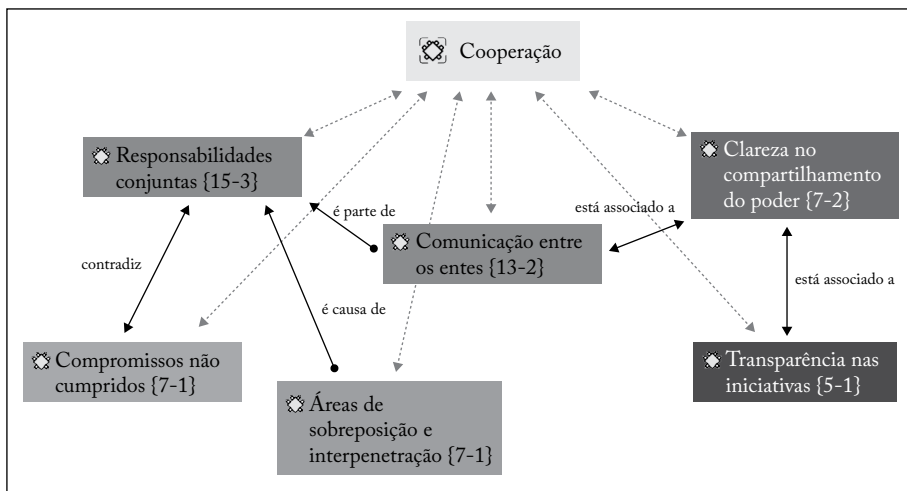 Cooperação
Responsabilidades
conjuntas {15-3}
Clareza no
compartilhamento
do poder {7-2}
é parte de
está associado a
Comunicação entre
os entes {13-2}
contradiz
está associado a
é causa de
Compromissos não
cumpridos {7-1}
Transparência nas
iniciativas {5-1}
Áreas de
sobreposição e
interpenetração {7-1}